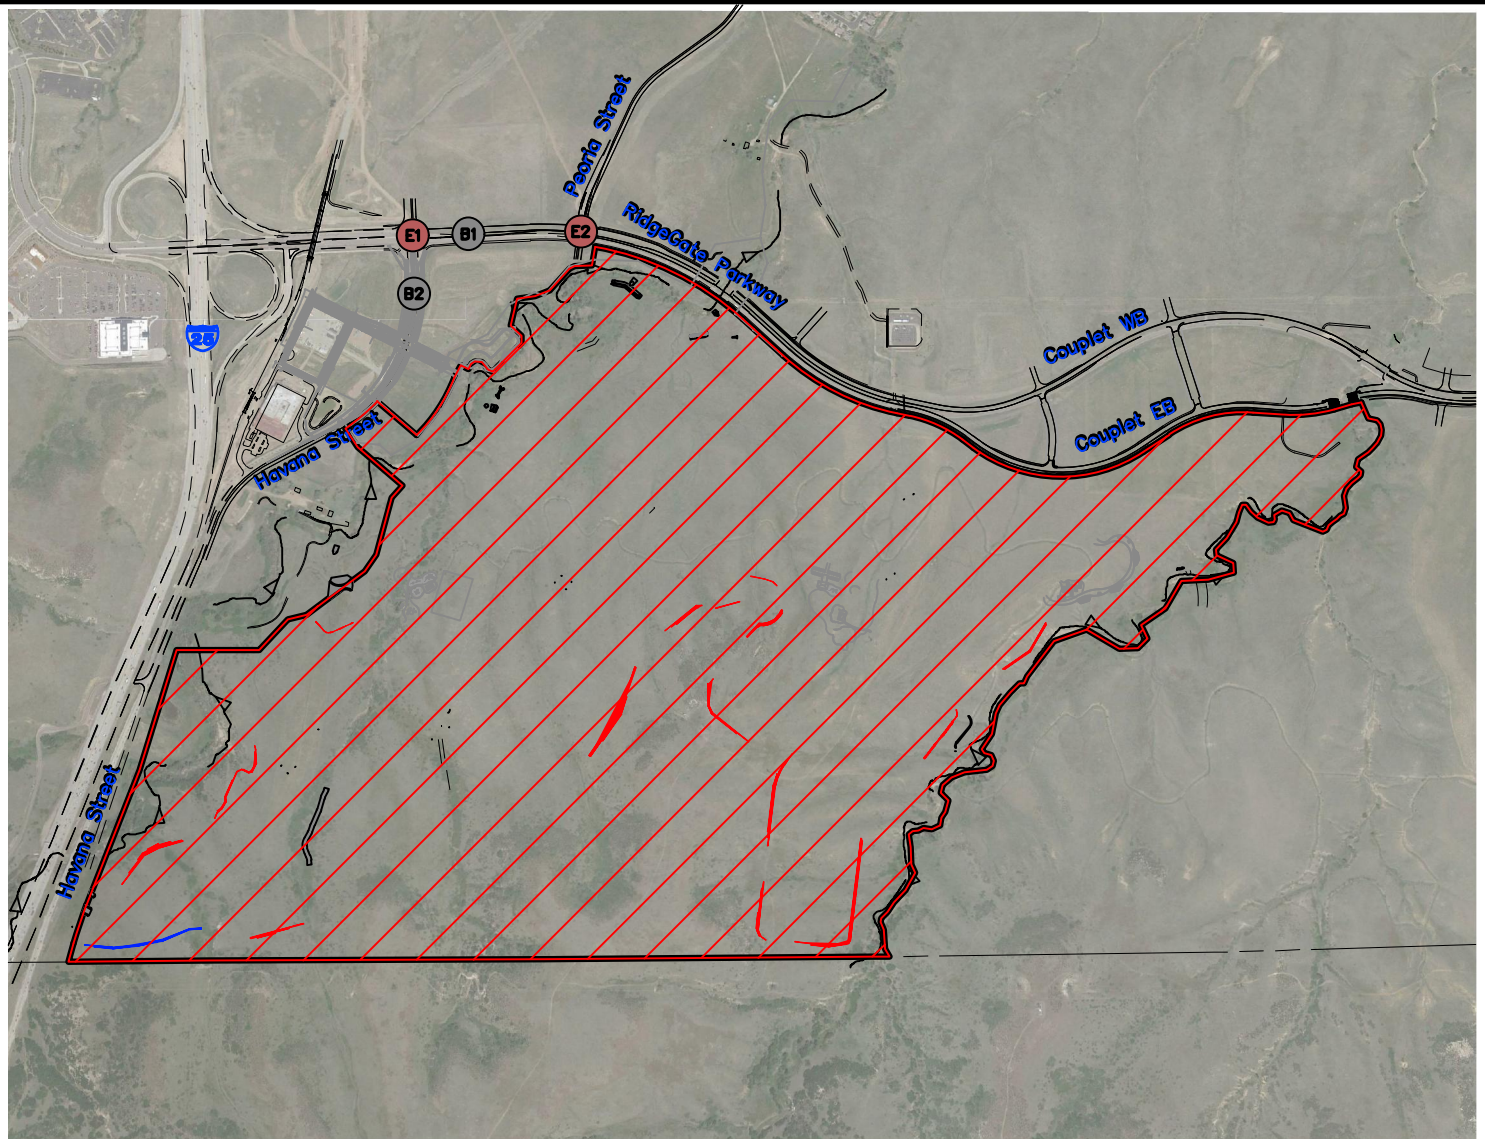 Peoria Street
RidgeGate Parkway
E1
B1
E2
B2
25
Couplet WB
Couplet EB
Havana Street
Havana Street